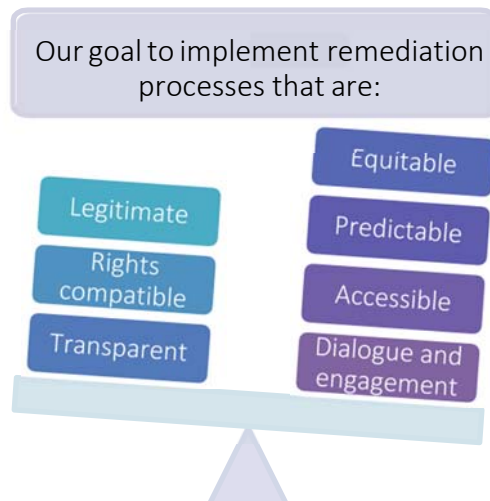 Our goal to implement remediation
processes that are:
Legitimate
Rights
compatible
Transparent
Equitable
Predictable
Accessible
Dialogue and
engagement